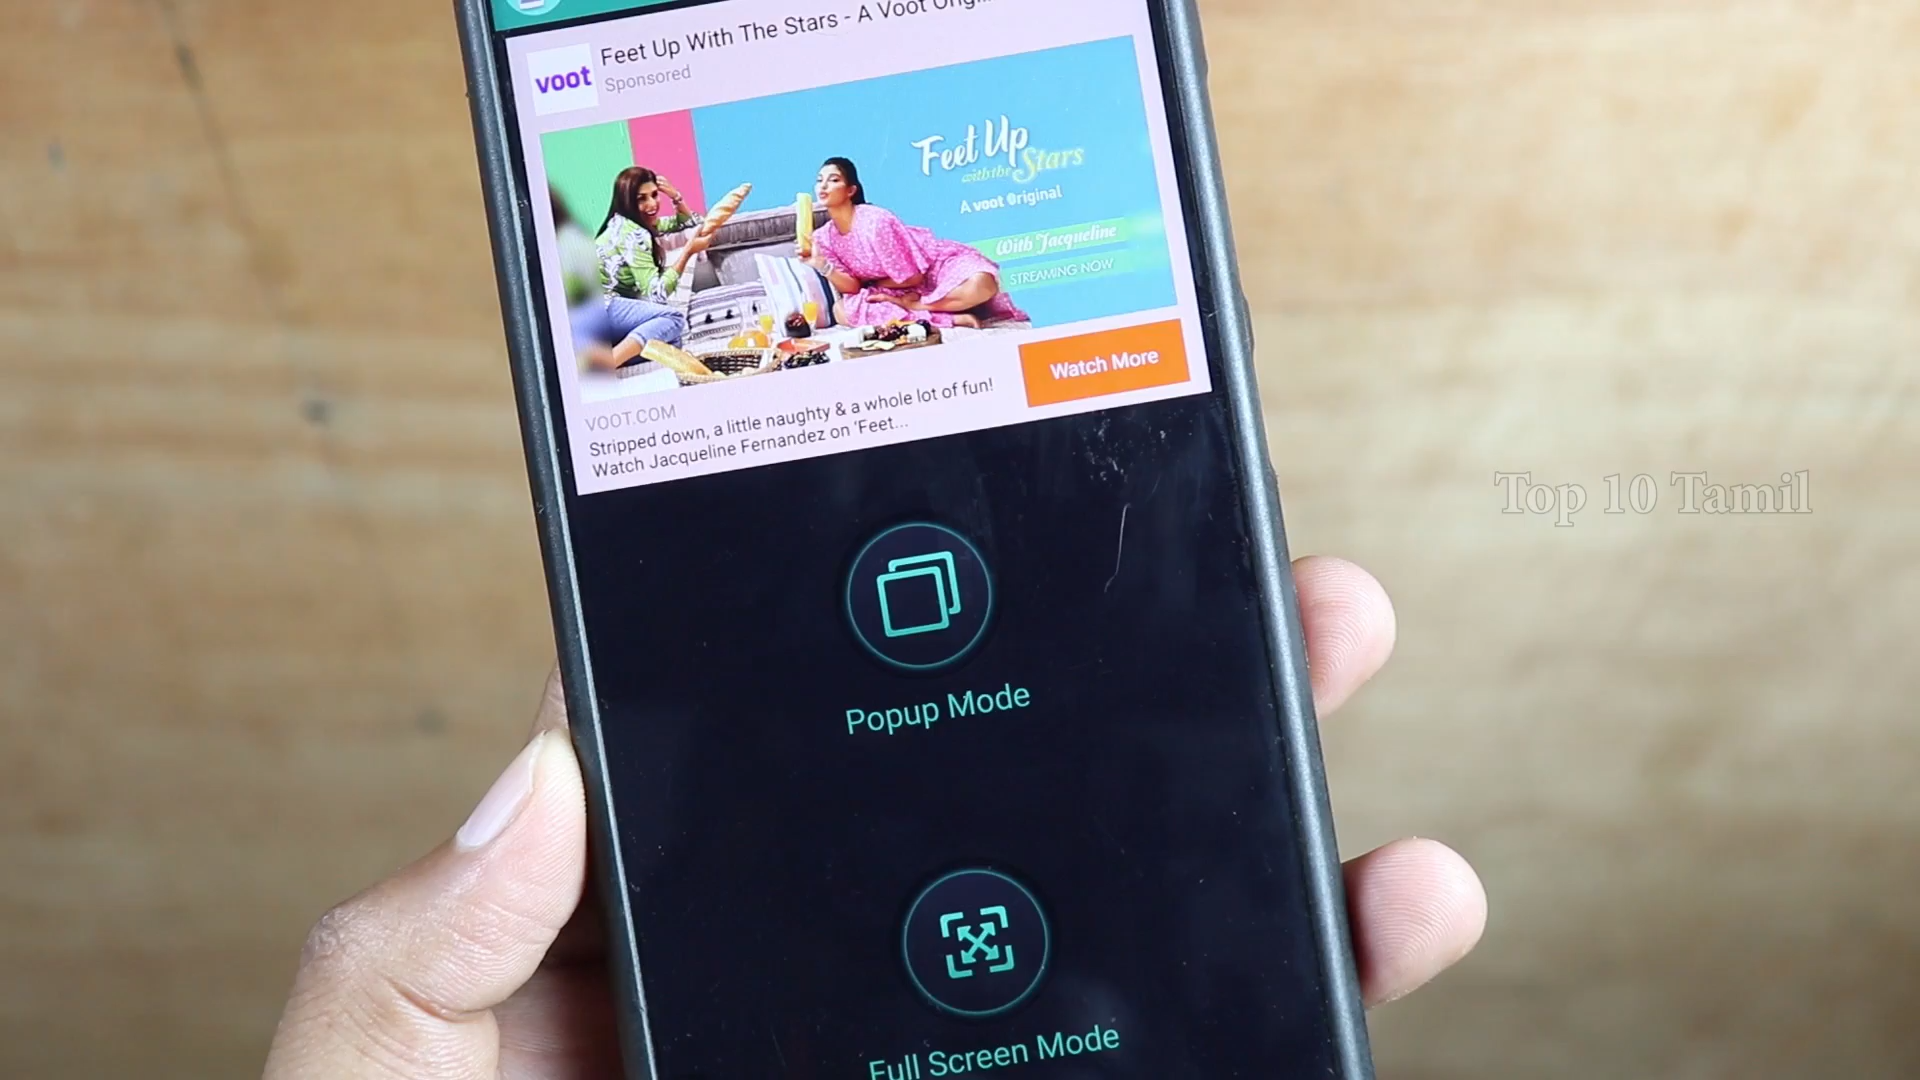 Feet Up With The Stars - A Voot Orig...
voot
Sponsored
Feet Up
with the Stars
A voot Original
With Jacqueline
STREAMING NOW
Watch More
VOOT.COM
Stripped down, a little naughty & a whole lot of fun!
Watch Jacqueline Fernandez on 'Feet...
Top 10 Tamil
Popup Mode
Full Screen Mode